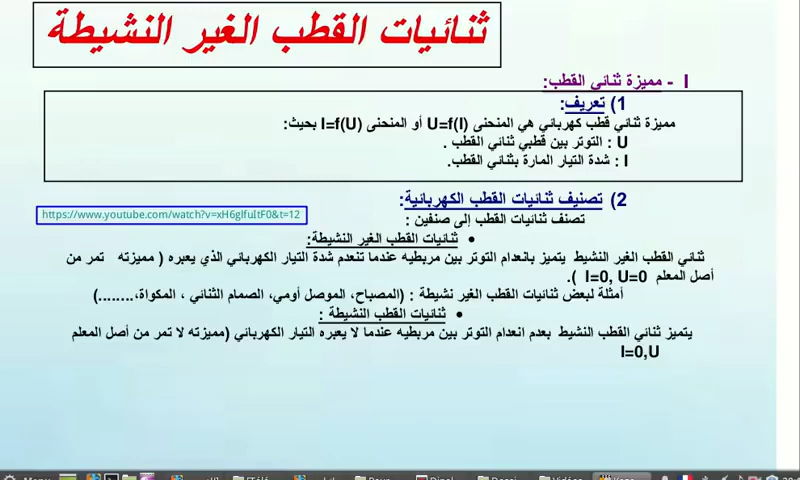 ثنائيات القطب الغير النشيطة
I - مميزة ثنائي القطب:
1) تعريف:
مميزة ثنائي قطب كهربائي هي المنحنى U=f(I) أو المنحنى I=f(U) بحيث:
U : التوتر بين قطبي ثنائي القطب .
I : شدة التيار المارة بثنائي القطب.
2) تصنيف ثنائيات القطب الكهربائية:
https://www.youtube.com/watch?v=xH6gIfuItF0&t=12
تصنف ثنائيات القطب إلى صنفين :
• ثنائيات القطب الغير النشيطة:
ثنائي القطب الغير النشيط يتميز بانعدام التوتر بين مربطيه عندما تنعدم شدة التيار الكهربائي الذي يعبره ( مميزته تمر من
أصل المعلم I=0, U=0 ).
أمثلة لبعض ثنائيات القطب الغير نشيطة : (المصباح، الموصل أومي، الصمام الثنائي ، المكواة،........)
• ثنائيات القطب النشيطة :
يتميز ثنائي القطب النشيط بعدم انعدام التوتر بين مربطيه عندما لا يعبره التيار الكهربائي (مميزته لا تمر من أصل المعلم
I=0,U